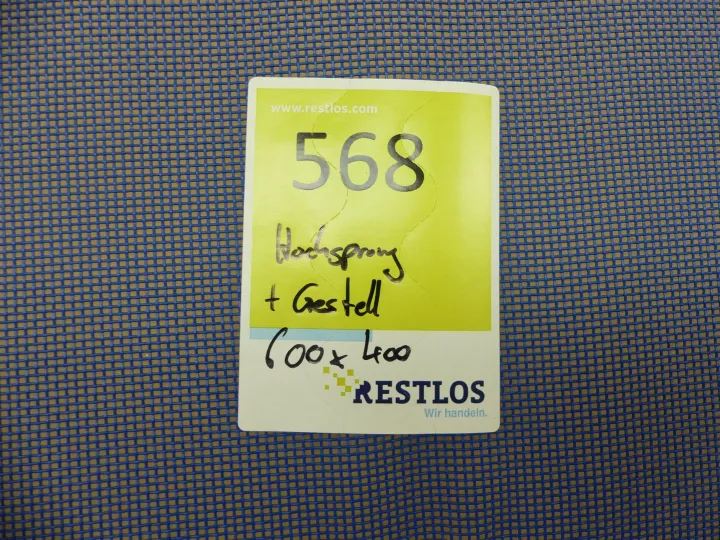 www.restlos.com
568
Hochsprung
+ Gestell
600 x 400
RESTLOS
Wir handeln.